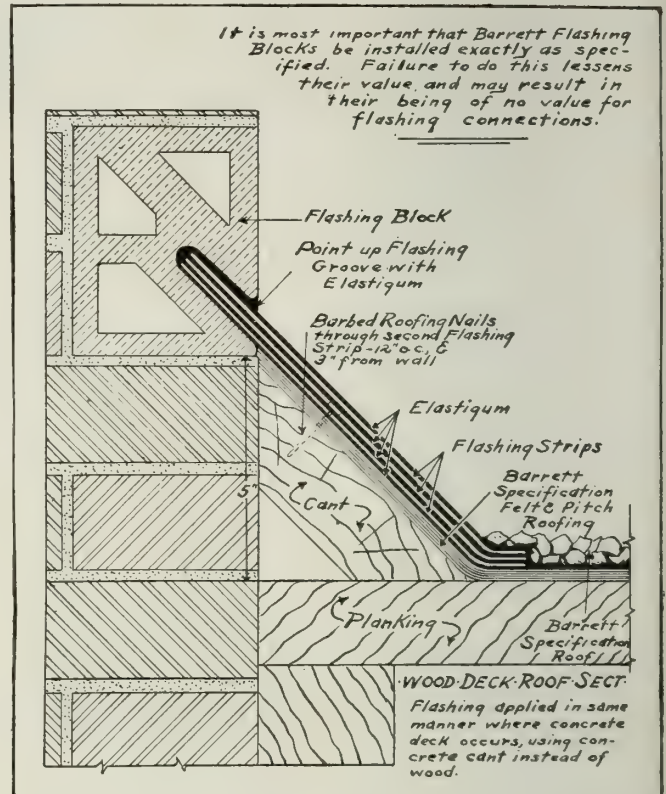 It is most important that Barrett Flashing
Blocks be installed exactly as spec-
ified. Failure to do this lessens
their value and may result in
their being of no value for
flashing connections.
Flashing Block
Point up Flashing
Groove with
Elastigum
Barbed Roofing Nails
through second Flashing
Strip-12" o.c., &
3" from wall
Elastigum
Flashing Strips
Barrett
Specification
Felt & Pitch
Roofing
5"
Cant
Planking
Barrett
Specification
Roof
·WOOD·DECK·ROOF·SECT·
Flashing applied in same
manner where concrete
deck occurs, using con-
crete cant instead of
wood.